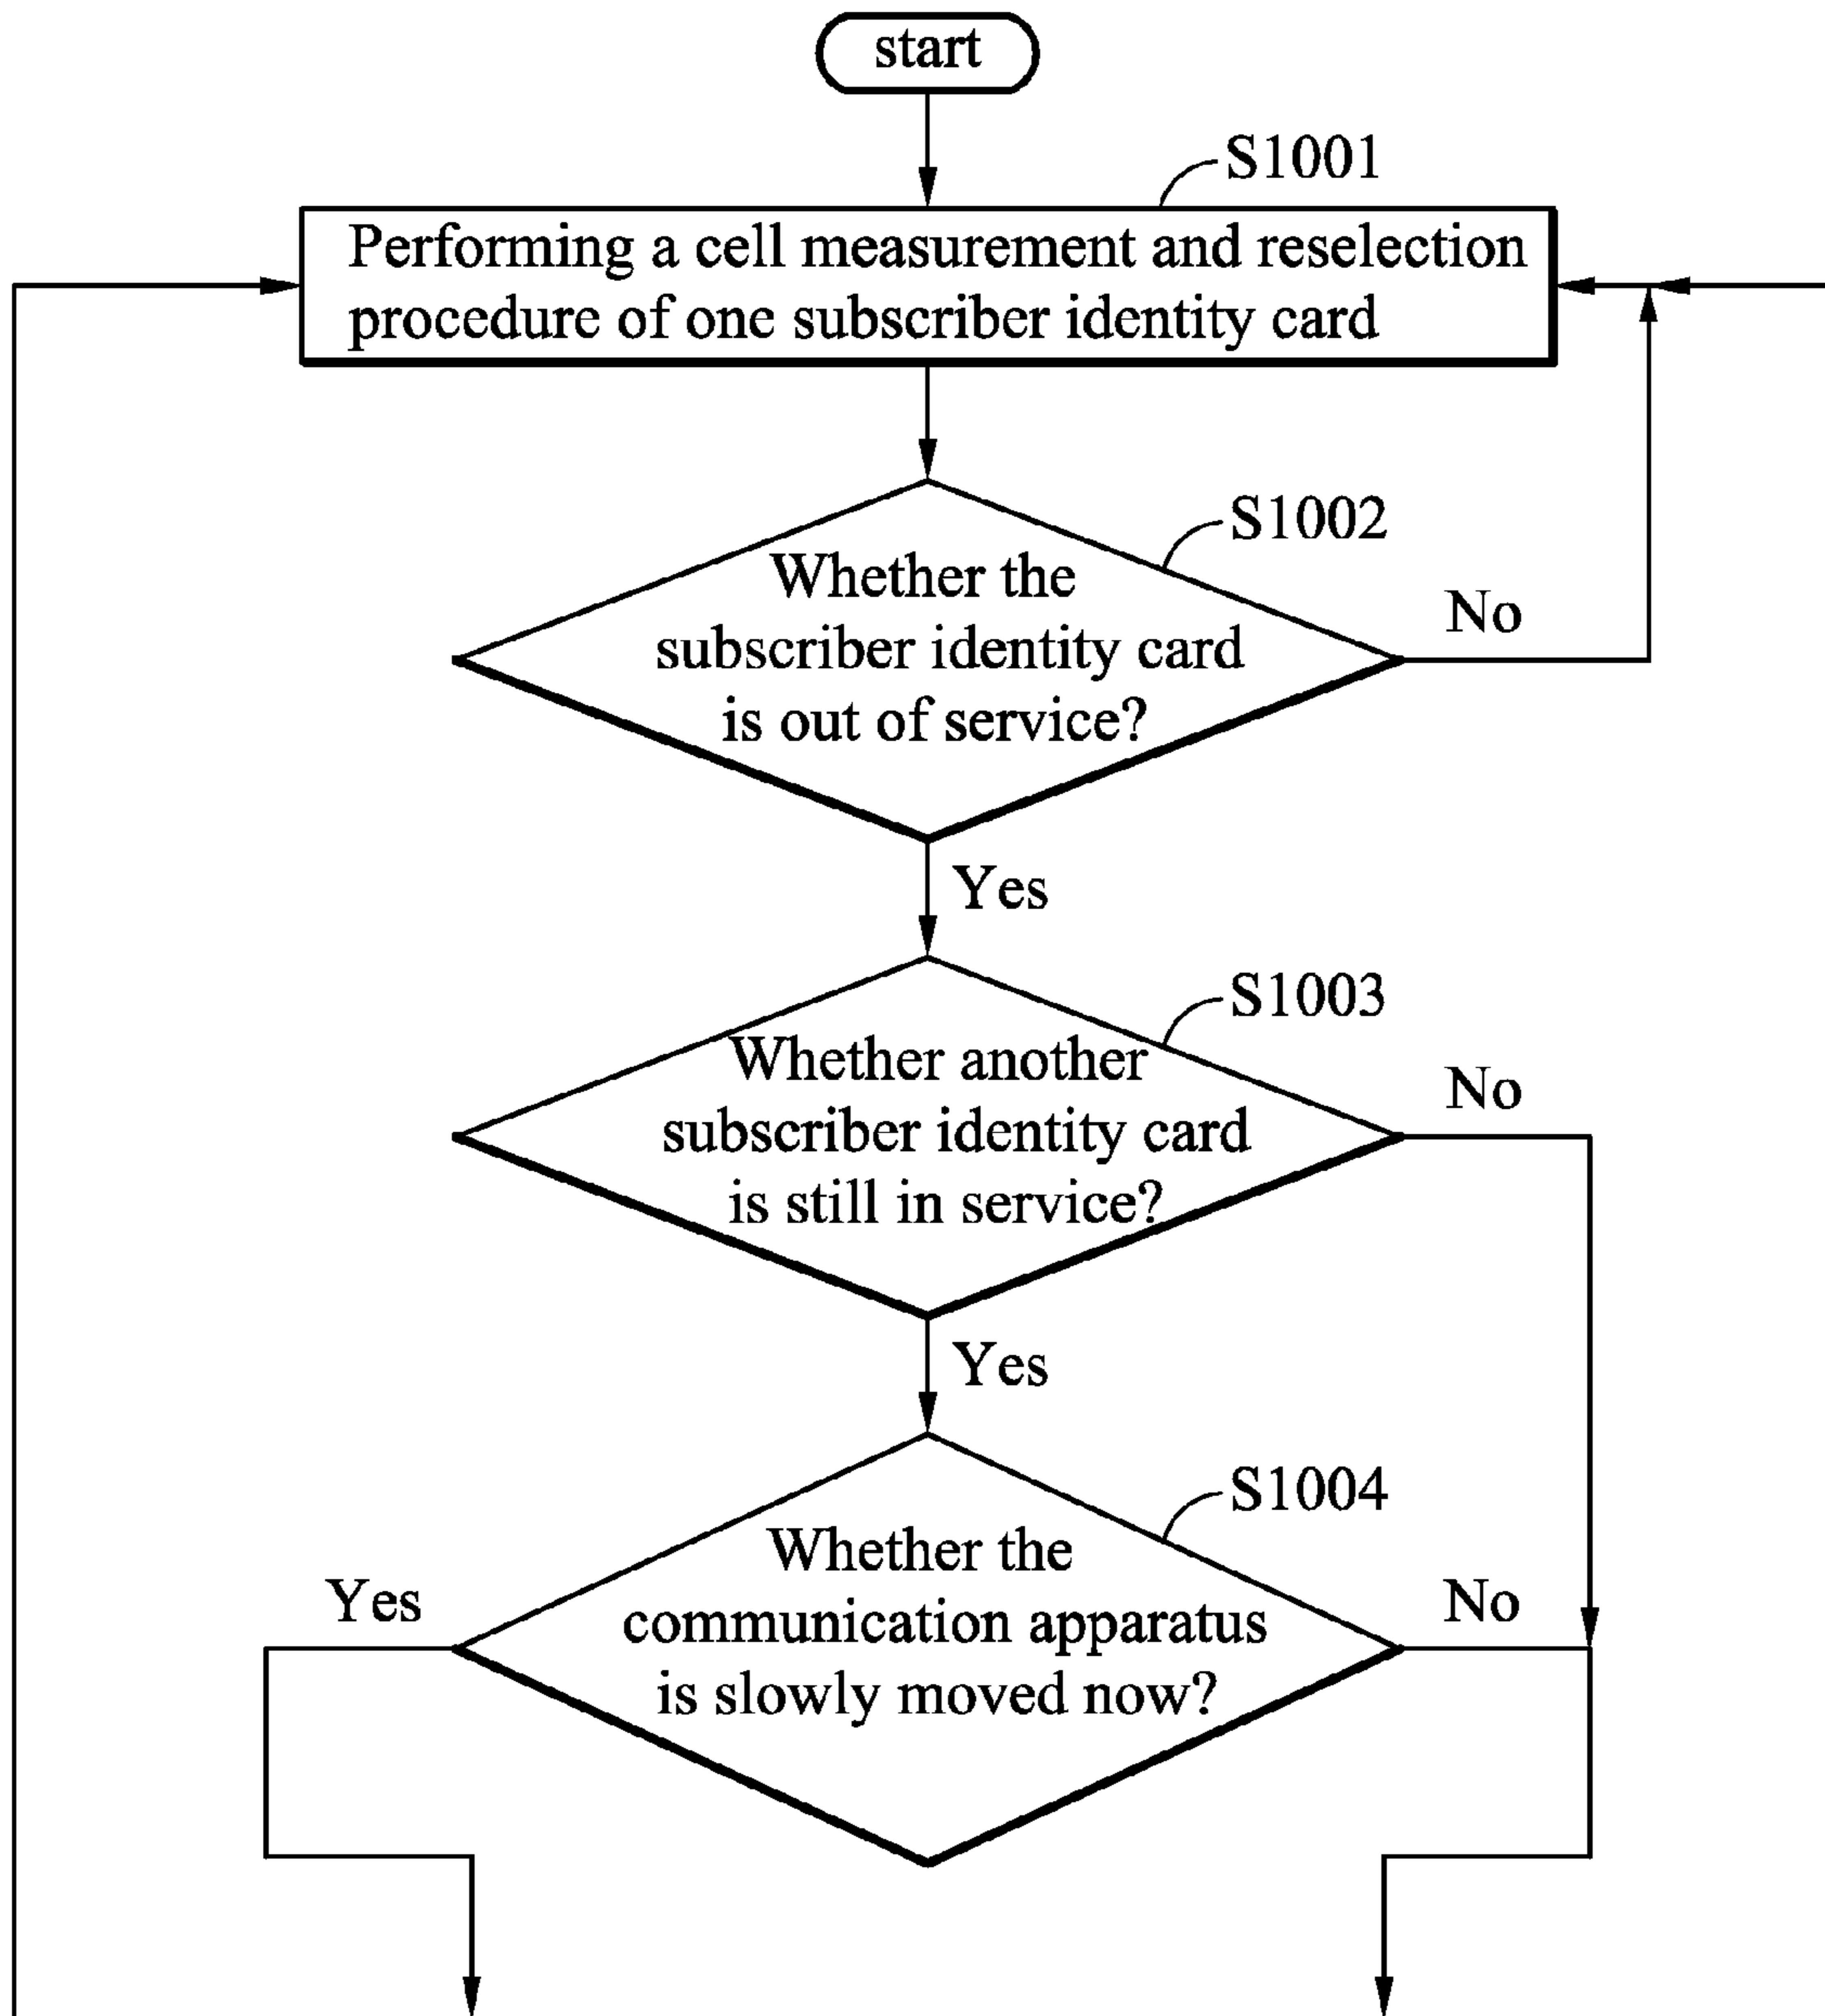 start
S1001
Performing a cell measurement and reselection
procedure of one subscriber identity card
S1002
Whether the
subscriber identity card
is out of service?
No
Yes
S1003
Whether another
subscriber identity card
is still in service?
No
Yes
S1004
Whether the
communication apparatus
is slowly moved now?
Yes
No